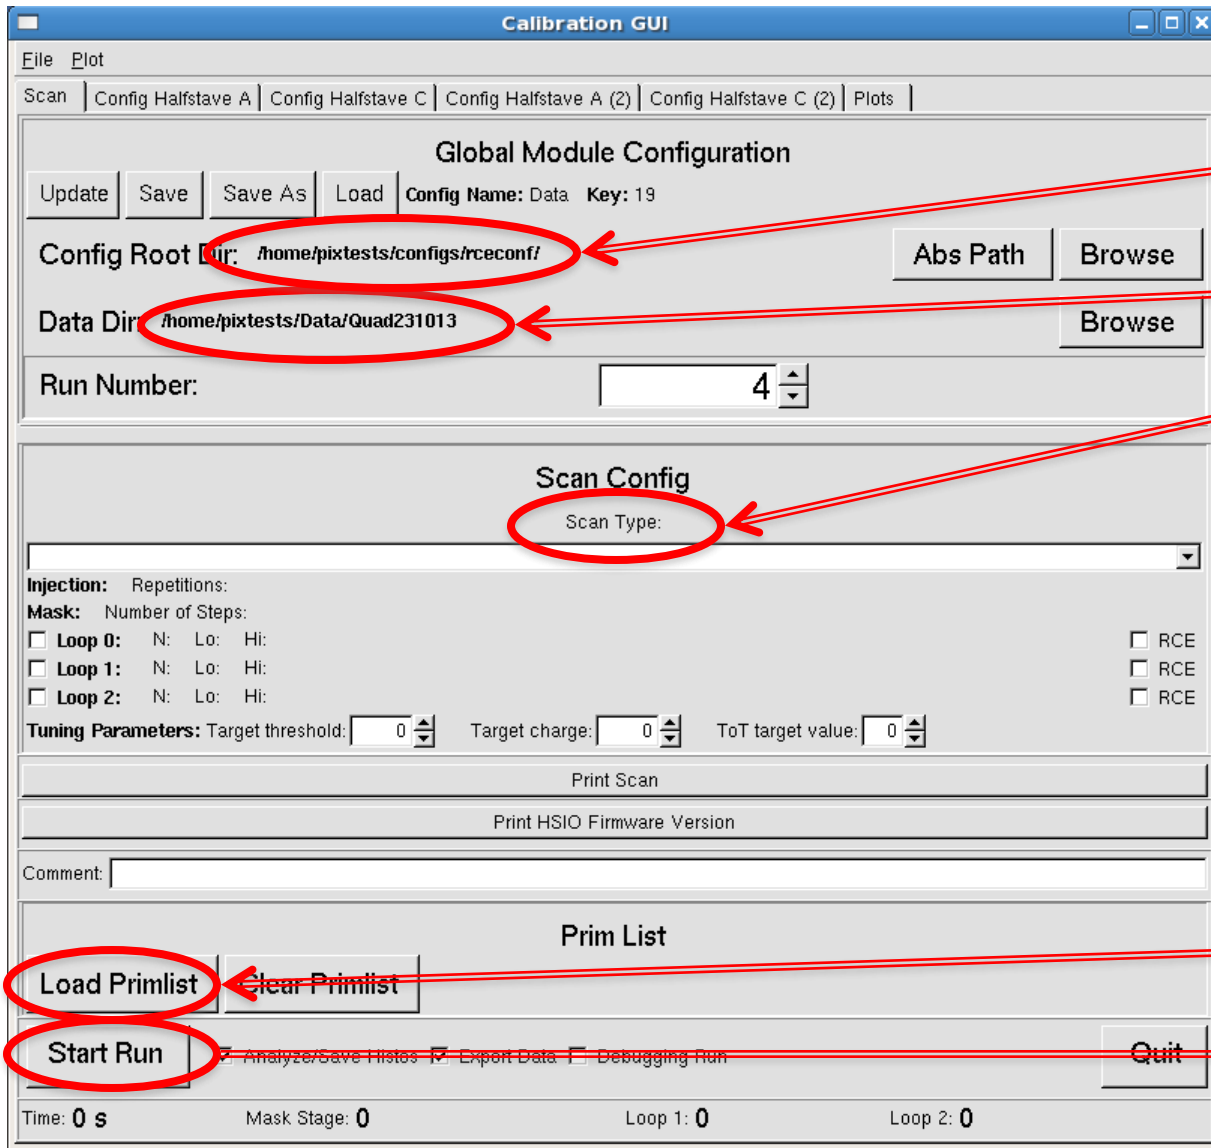 Calibration GUI
File Plot
Scan Config Halfstave A Config Halfstave C Config Halfstave A (2) Config Halfstave C (2) Plots
Global Module Configuration
Update Save Save As Load Config Name: Data Key: 19
Config Root Dir: /home/pixtests/configs/rceconf/ Abs Path Browse
Data Dir: /home/pixtests/Data/Quad231013 Browse
Run Number: 4
Scan Config
Scan Type:
Injection: Repetitions:
Mask: Number of Steps:
Loop 0: N: Lo: Hi: RCE
Loop 1: N: Lo: Hi: RCE
Loop 2: N: Lo: Hi: RCE
Tuning Parameters: Target threshold: 0 Target charge: 0 ToT target value: 0
Print Scan
Print HSIO Firmware Version
Comment:
Prim List
Load Primlist Clear Primlist
Start Run Analyze/Save Histos Export Data Debugging Run Quit
Time: 0 s Mask Stage: 0 Loop 1: 0 Loop 2: 0